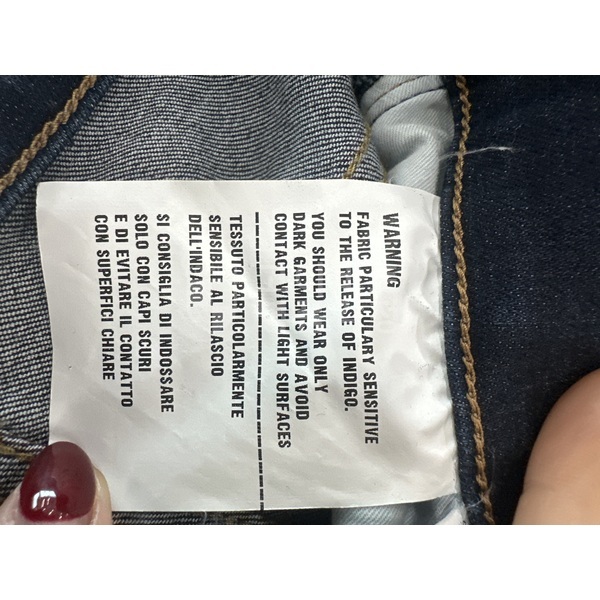 WARNING
FABRIC PARTICULARY SENSITIVE
TO THE RELEASE OF INDIGO.
YOU SHOULD WEAR ONLY
DARK GARMENTS AND AVOID
CONTACT WITH LIGHT SURFACES
TESSUTO PARTICOLARMENTE
SENSIBILE AL RILASCIO
DELL'INDACO.
SI CONSIGLIA DI INDOSSARE
SOLO CON CAPI SCURI
E DI EVITARE IL CONTATTO
CON SUPERFICI CHIARE